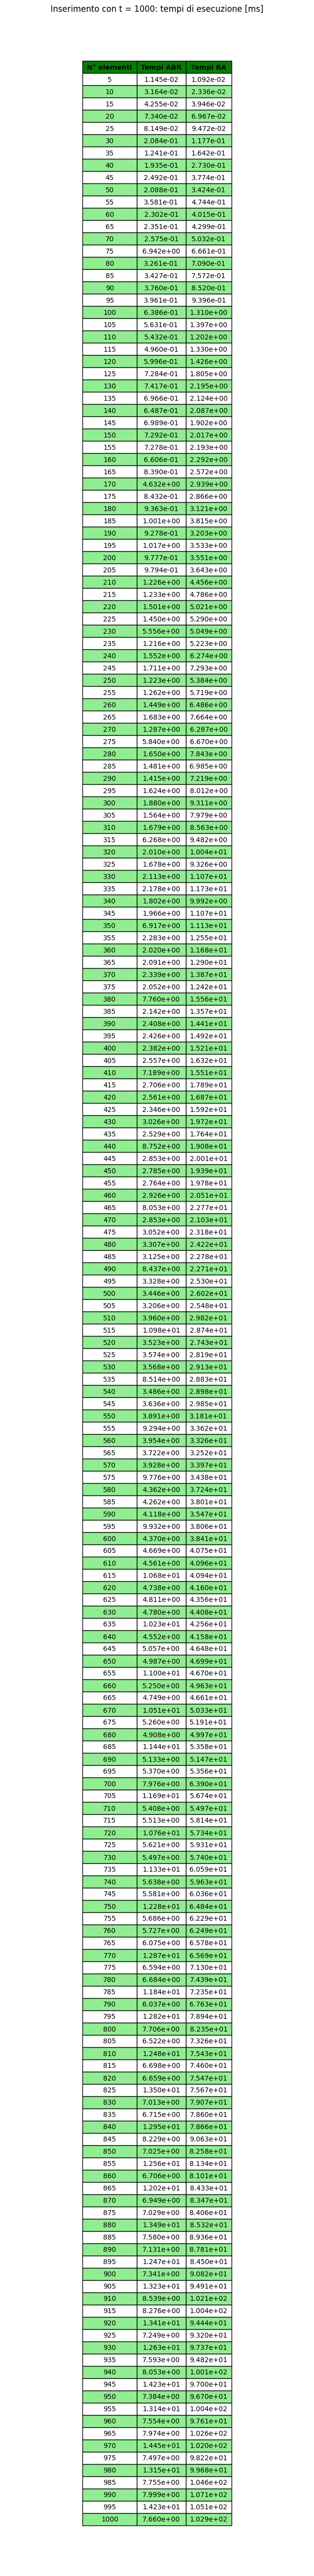 Inserimento con t = 1000: tempi di esecuzione [ms]
N° elementi Tempi ABR Tempi BA
5 1.145e-02 1.092e-02
10 3.164e-02 2.336e-02
15 4.255e-02 3.946e-02
20 7.340e-02 6.967e-02
25 8.149e-02 9.472e-02
30 2.084e-01 1.177e-01
35 1.241e-01 1.642e-01
40 1.935e-01 2.730e-01
45 2.492e-01 3.774e-01
50 2.088e-01 3.424e-01
55 3.581e-01 4.744e-01
60 2.302e-01 4.015e-01
65 2.351e-01 4.299e-01
70 2.575e-01 5.032e-01
75 6.942e+00 6.661e-01
80 3.261e-01 7.090e-01
85 3.427e-01 7.572e-01
90 3.760e-01 8.520e-01
95 3.961e-01 9.396e-01
100 6.386e-01 1.310e+00
105 5.631e-01 1.397e+00
110 5.432e-01 1.202e+00
115 4.960e-01 1.330e+00
120 5.996e-01 1.426e+00
125 7.284e-01 1.805e+00
130 7.417e-01 2.195e+00
135 6.966e-01 2.124e+00
140 6.487e-01 2.087e+00
145 6.989e-01 1.902e+00
150 7.292e-01 2.017e+00
155 7.278e-01 2.193e+00
160 6.606e-01 2.292e+00
165 8.390e-01 2.572e+00
170 4.632e+00 2.939e+00
175 8.432e-01 2.866e+00
180 9.363e-01 3.121e+00
185 1.001e+00 3.815e+00
190 9.278e-01 3.203e+00
195 1.017e+00 3.533e+00
200 9.777e-01 3.551e+00
205 9.794e-01 3.643e+00
210 1.226e+00 4.456e+00
215 1.233e+00 4.786e+00
220 1.501e+00 5.021e+00
225 1.450e+00 5.290e+00
230 5.556e+00 5.049e+00
235 1.216e+00 5.223e+00
240 1.552e+00 6.274e+00
245 1.711e+00 7.293e+00
250 1.223e+00 5.384e+00
255 1.262e+00 5.719e+00
260 1.449e+00 6.486e+00
265 1.683e+00 7.664e+00
270 1.287e+00 6.287e+00
275 5.840e+00 6.670e+00
280 1.650e+00 7.843e+00
285 1.481e+00 6.985e+00
290 1.415e+00 7.219e+00
295 1.624e+00 8.012e+00
300 1.880e+00 9.311e+00
305 1.564e+00 7.979e+00
310 1.679e+00 8.563e+00
315 6.268e+00 9.482e+00
320 2.010e+00 1.004e+01
325 1.678e+00 9.326e+00
330 2.113e+00 1.107e+01
335 2.178e+00 1.173e+01
340 1.802e+00 9.992e+00
345 1.966e+00 1.107e+01
350 6.917e+00 1.113e+01
355 2.283e+00 1.255e+01
360 2.020e+00 1.168e+01
365 2.091e+00 1.290e+01
370 2.339e+00 1.387e+01
375 2.052e+00 1.242e+01
380 7.760e+00 1.556e+01
385 2.142e+00 1.357e+01
390 2.408e+00 1.441e+01
395 2.426e+00 1.492e+01
400 2.382e+00 1.521e+01
405 2.557e+00 1.632e+01
410 7.189e+00 1.551e+01
415 2.706e+00 1.789e+01
420 2.561e+00 1.687e+01
425 2.346e+00 1.592e+01
430 3.026e+00 1.972e+01
435 2.529e+00 1.764e+01
440 8.752e+00 1.908e+01
445 2.853e+00 2.001e+01
450 2.785e+00 1.939e+01
455 2.764e+00 1.978e+01
460 2.926e+00 2.051e+01
465 8.053e+00 2.277e+01
470 2.853e+00 2.103e+01
475 3.052e+00 2.318e+01
480 3.307e+00 2.422e+01
485 3.125e+00 2.278e+01
490 8.437e+00 2.271e+01
495 3.328e+00 2.530e+01
500 3.446e+00 2.602e+01
505 3.206e+00 2.548e+01
510 3.960e+00 2.982e+01
515 1.098e+01 2.874e+01
520 3.523e+00 2.743e+01
525 3.574e+00 2.819e+01
530 3.568e+00 2.913e+01
535 8.514e+00 2.883e+01
540 3.486e+00 2.898e+01
545 3.636e+00 2.985e+01
550 3.891e+00 3.181e+01
555 9.294e+00 3.362e+01
560 3.954e+00 3.326e+01
565 3.722e+00 3.252e+01
570 3.928e+00 3.397e+01
575 9.776e+00 3.438e+01
580 4.362e+00 3.724e+01
585 4.262e+00 3.801e+01
590 4.118e+00 3.547e+01
595 9.932e+00 3.806e+01
600 4.370e+00 3.841e+01
605 4.669e+00 4.075e+01
610 4.561e+00 4.096e+01
615 1.068e+01 4.094e+01
620 4.738e+00 4.160e+01
625 4.811e+00 4.356e+01
630 4.780e+00 4.408e+01
635 1.023e+01 4.256e+01
640 4.552e+00 4.158e+01
645 5.057e+00 4.648e+01
650 4.987e+00 4.699e+01
655 1.100e+01 4.670e+01
660 5.250e+00 4.963e+01
665 4.749e+00 4.661e+01
670 1.051e+01 5.033e+01
675 5.260e+00 5.191e+01
680 4.908e+00 4.997e+01
685 1.144e+01 5.358e+01
690 5.133e+00 5.147e+01
695 5.370e+00 5.356e+01
700 7.976e+00 6.390e+01
705 1.169e+01 5.674e+01
710 5.408e+00 5.497e+01
715 5.513e+00 5.814e+01
720 1.076e+01 5.734e+01
725 5.621e+00 5.931e+01
730 5.497e+00 5.740e+01
735 1.133e+01 6.059e+01
740 5.638e+00 5.963e+01
745 5.581e+00 6.036e+01
750 1.228e+01 6.484e+01
755 5.686e+00 6.229e+01
760 5.727e+00 6.249e+01
765 6.075e+00 6.578e+01
770 1.287e+01 6.569e+01
775 6.594e+00 7.130e+01
780 6.684e+00 7.439e+01
785 1.184e+01 7.235e+01
790 6.037e+00 6.763e+01
795 1.282e+01 7.894e+01
800 7.706e+00 8.235e+01
805 6.522e+00 7.326e+01
810 1.248e+01 7.543e+01
815 6.698e+00 7.460e+01
820 6.659e+00 7.547e+01
825 1.350e+01 7.567e+01
830 7.013e+00 7.907e+01
835 6.715e+00 7.860e+01
840 1.295e+01 7.866e+01
845 8.229e+00 9.063e+01
850 7.025e+00 8.258e+01
855 1.256e+01 8.134e+01
860 6.706e+00 8.101e+01
865 1.202e+01 8.433e+01
870 6.949e+00 8.347e+01
875 7.029e+00 8.406e+01
880 1.349e+01 8.532e+01
885 7.580e+00 8.936e+01
890 7.131e+00 8.781e+01
895 1.247e+01 8.450e+01
900 7.341e+00 9.082e+01
905 1.323e+01 9.491e+01
910 8.539e+00 1.021e+02
915 8.276e+00 1.004e+02
920 1.341e+01 9.444e+01
925 7.249e+00 9.320e+01
930 1.263e+01 9.737e+01
935 7.593e+00 9.482e+01
940 8.053e+00 1.001e+02
945 1.423e+01 9.700e+01
950 7.384e+00 9.670e+01
955 1.314e+01 1.004e+02
960 7.554e+00 9.761e+01
965 7.974e+00 1.026e+02
970 1.445e+01 1.020e+02
975 7.497e+00 9.822e+01
980 1.315e+01 9.968e+01
985 7.755e+00 1.046e+02
990 7.999e+00 1.071e+02
995 1.423e+01 1.051e+02
1000 7.660e+00 1.029e+02